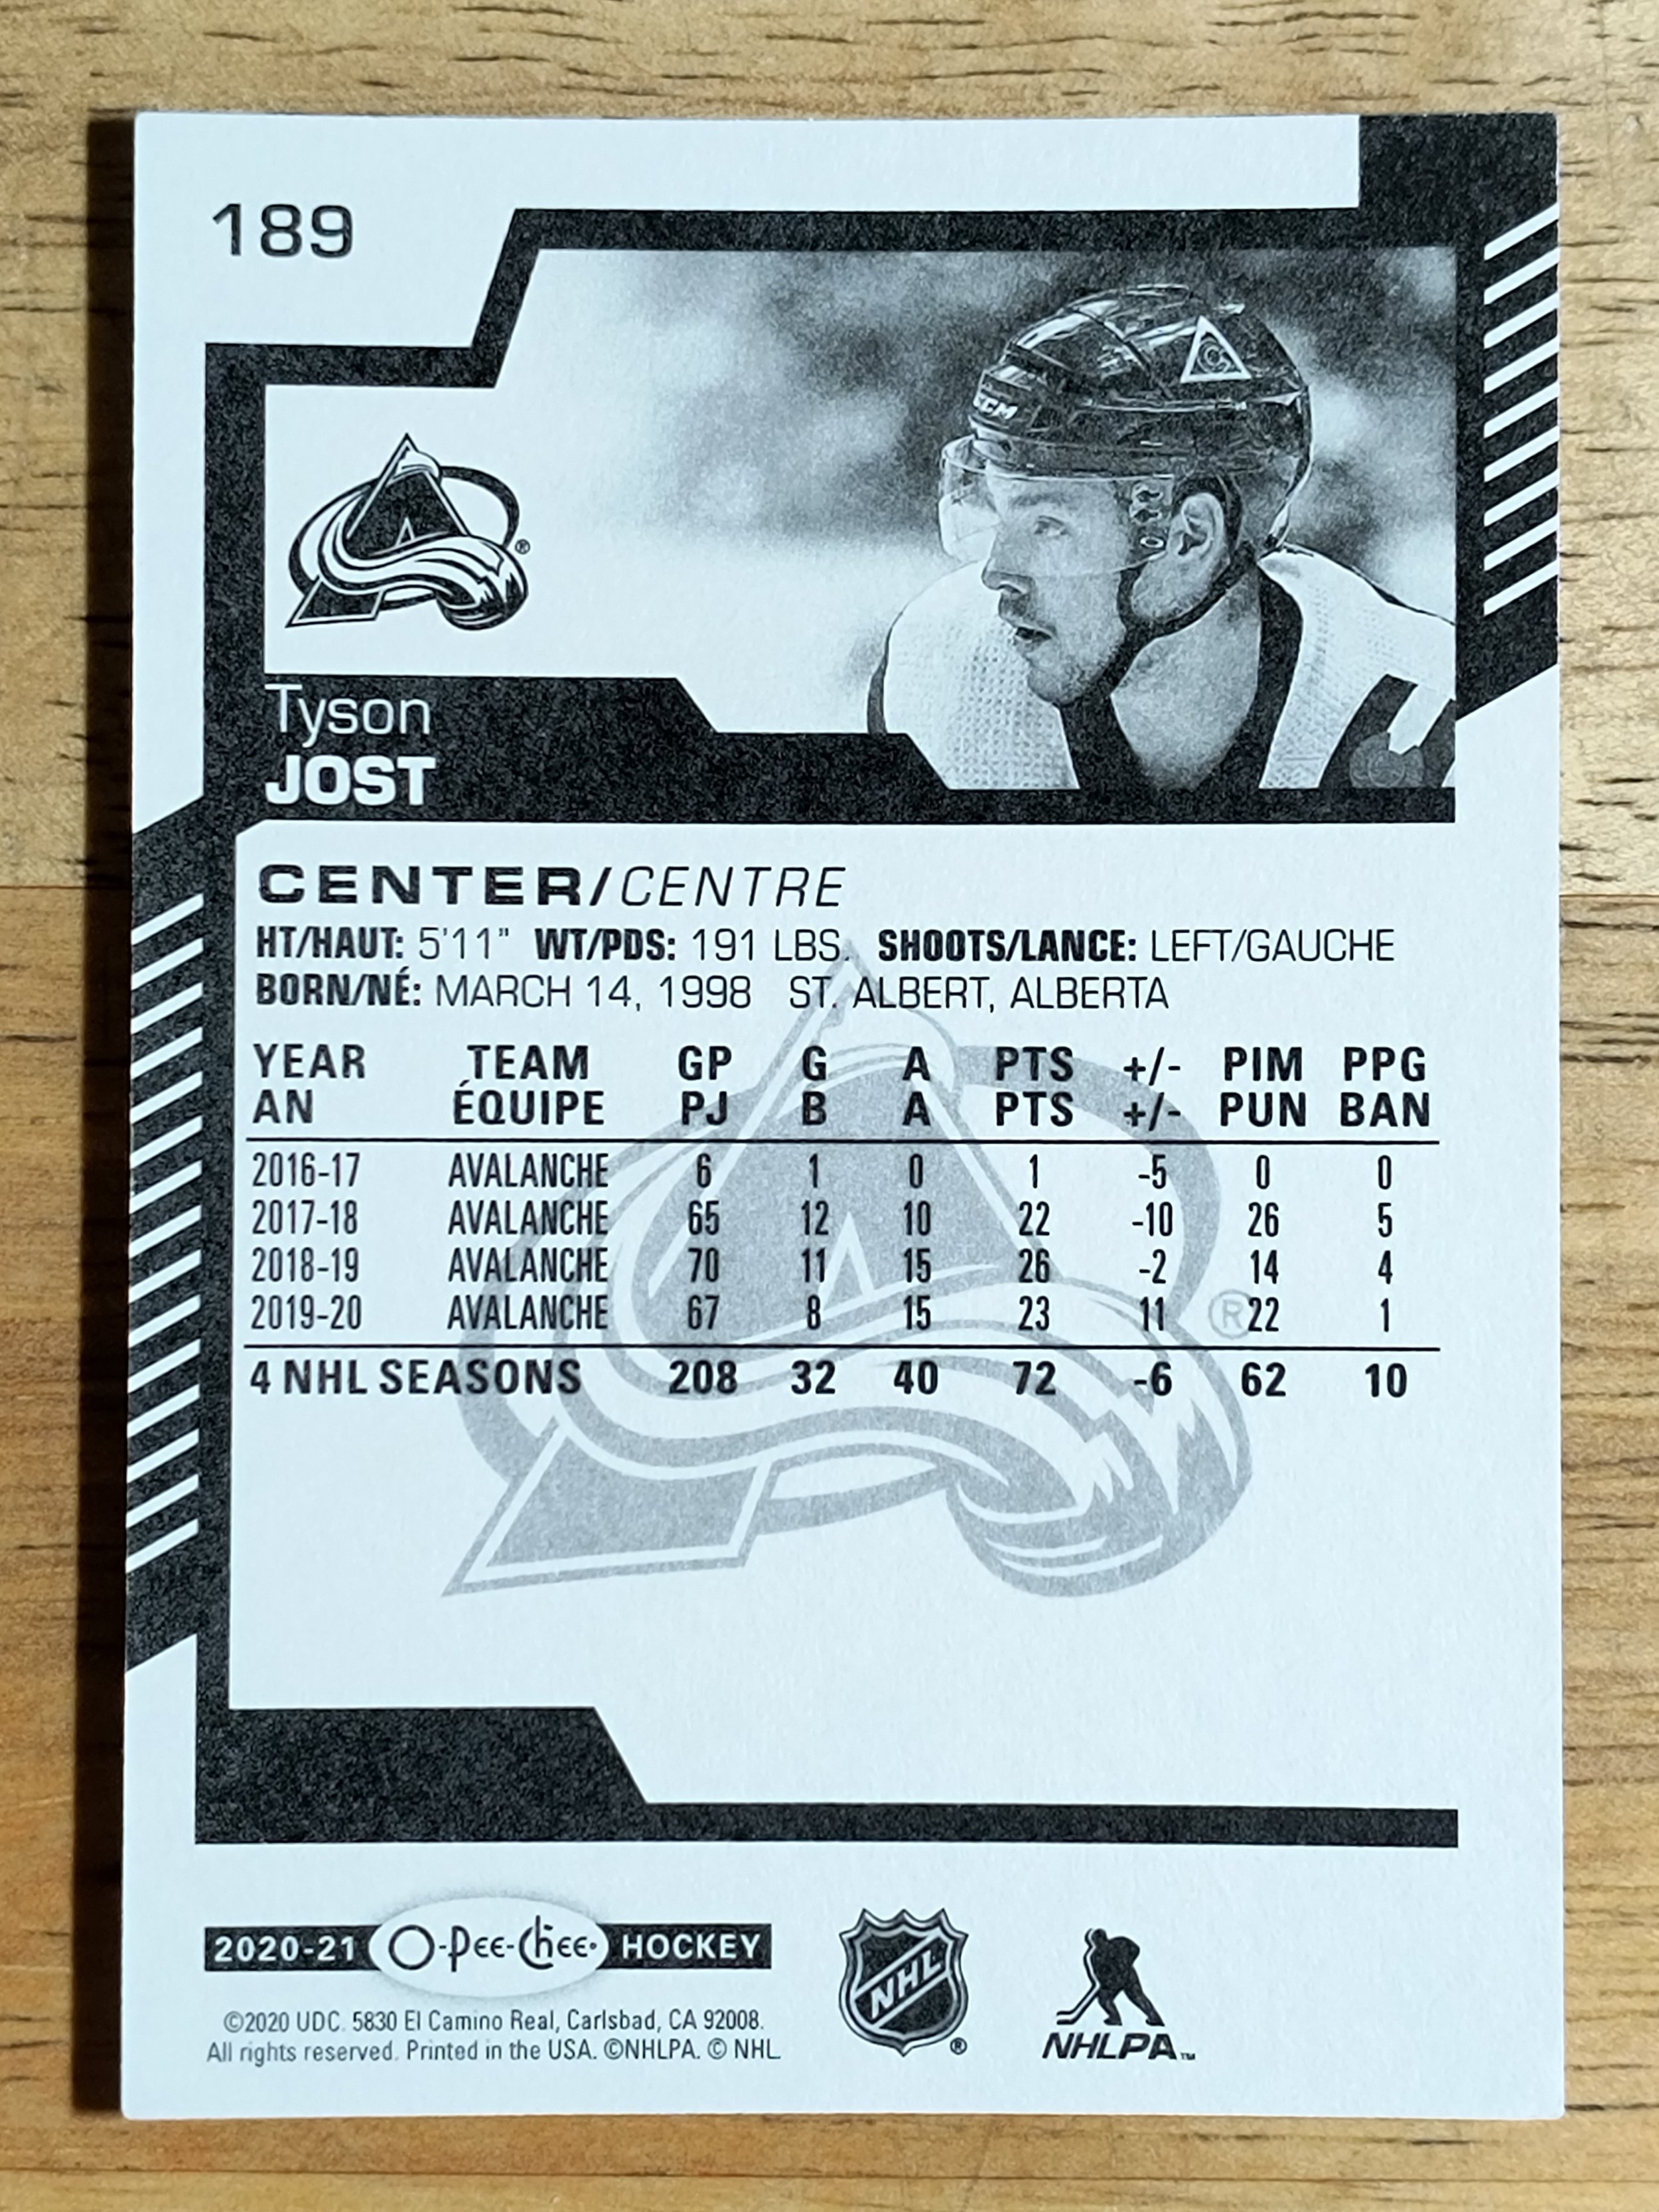 189
CCM
Tyson
JOST
CENTER/CENTRE
HT/HAUT: 5'11" WT/PDS: 191 LBS. SHOOTS/LANCE: LEFT/GAUCHE
BORN/NÉ: MARCH 14, 1998 ST. ALBERT, ALBERTA
YEAR TEAM GP G A PTS +/- PIM PPG
AN ÉQUIPE PJ B A PTS +/- PUN BAN
2016-17 AVALANCHE 6 1 0 1 -5 0 0
2017-18 AVALANCHE 65 12 10 22 -10 26 5
2018-19 AVALANCHE 70 11 15 26 -2 14 4
2019-20 AVALANCHE 67 8 15 23 11 22 1
4 NHL SEASONS 208 32 40 72 -6 62 10
2020-21 O-Pee-Chee HOCKEY
©2020 UDC. 5830 El Camino Real, Carlsbad, CA 92008.
All rights reserved. Printed in the USA. ©NHLPA. © NHL.
NHL ®
NHLPA™